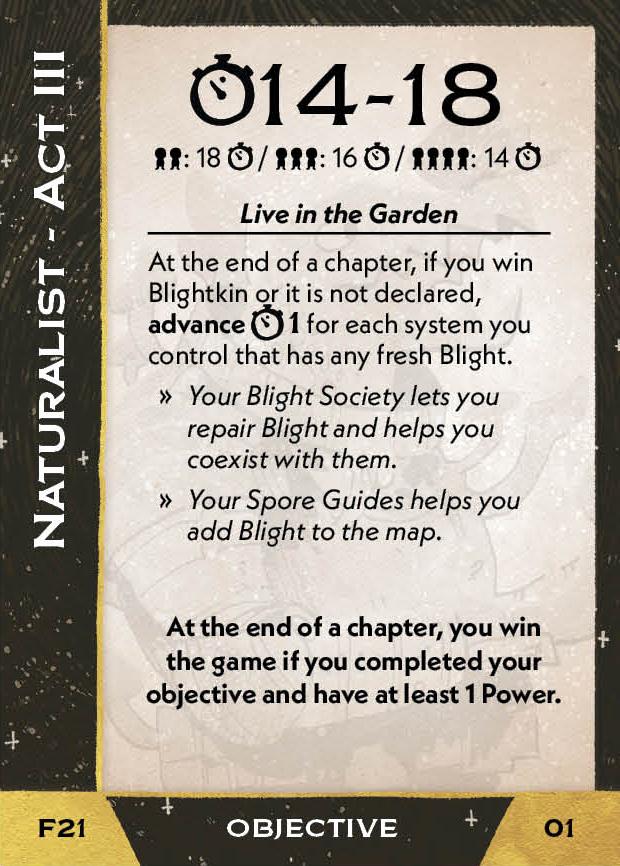 NATURALIST - ACT III
14-18
: 18 / : 16 / : 14
Live in the Garden
At the end of a chapter, if you win
Blightkin or it is not declared,
advance 1 for each system you
control that has any fresh Blight.
» Your Blight Society lets you
repair Blight and helps you
coexist with them.
» Your Spore Guides helps you
add Blight to the map.
At the end of a chapter, you win
the game if you completed your
objective and have at least 1 Power.
F21
OBJECTIVE
01